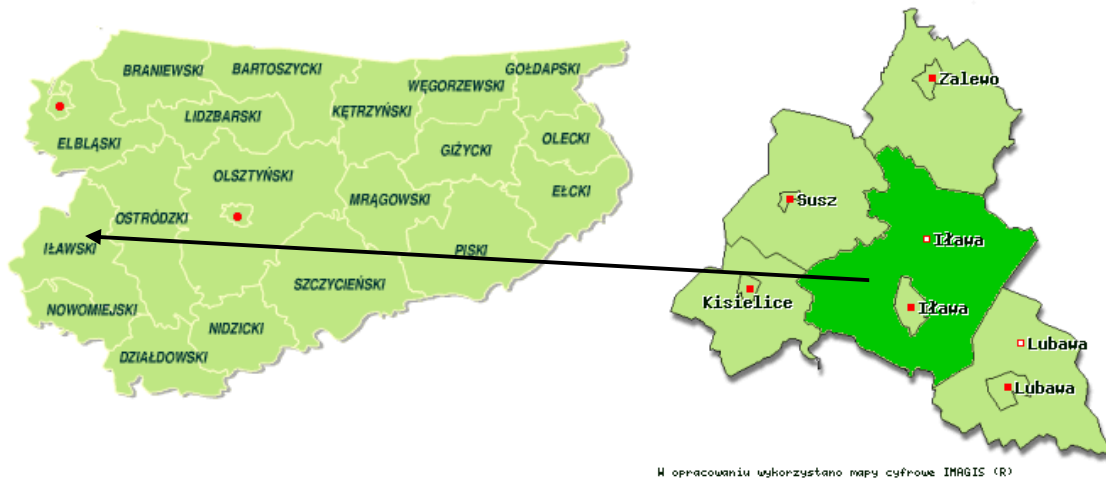 BRANIEWSKI
BARTOSZYCKI
GOŁDAPSKI
WĘGORZEWSKI
KĘTRZYŃSKI
LIDZBARSKI
ELBLĄSKI
OLECKI
GIŻYCKI
OLSZTYŃSKI
EŁCKI
MRĄGOWSKI
OSTRÓDZKI
IŁAWSKI
PISKI
SZCZYCIEŃSKI
NOWOMIEJSKI
NIDZICKI
DZIAŁDOWSKI
Zalewo
Susz
Iława
Kisielice
Iława
Lubawa
Lubawa
W opracowaniu wykorzystano mapy cyfrowe IMAGIS (R)